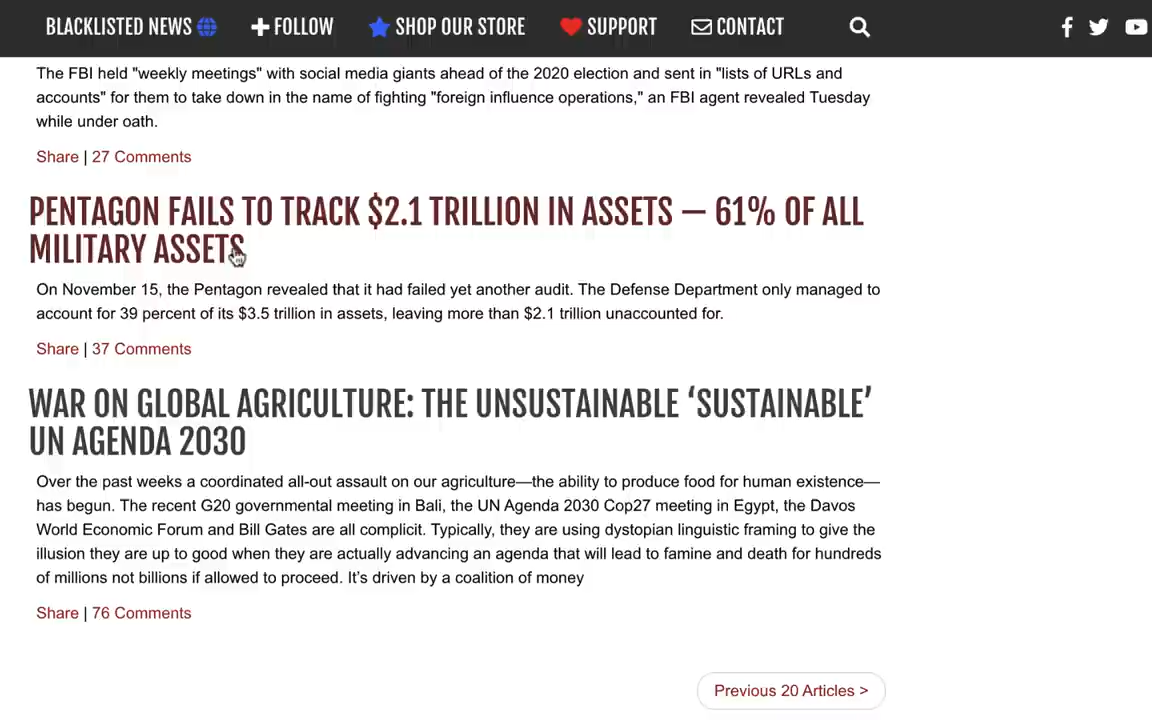 BLACKLISTED NEWS FOLLOW SHOP OUR STORE SUPPORT CONTACT
The FBI held "weekly meetings" with social media giants ahead of the 2020 election and sent in "lists of URLs and
accounts" for them to take down in the name of fighting "foreign influence operations," an FBI agent revealed Tuesday
while under oath.
Share | 27 Comments
PENTAGON FAILS TO TRACK $2.1 TRILLION IN ASSETS — 61% OF ALL
MILITARY ASSETS
On November 15, the Pentagon revealed that it had failed yet another audit. The Defense Department only managed to
account for 39 percent of its $3.5 trillion in assets, leaving more than $2.1 trillion unaccounted for.
Share | 37 Comments
WAR ON GLOBAL AGRICULTURE: THE UNSUSTAINABLE ‘SUSTAINABLE’
UN AGENDA 2030
Over the past weeks a coordinated all-out assault on our agriculture—the ability to produce food for human existence—
has begun. The recent G20 governmental meeting in Bali, the UN Agenda 2030 Cop27 meeting in Egypt, the Davos
World Economic Forum and Bill Gates are all complicit. Typically, they are using dystopian linguistic framing to give the
illusion they are up to good when they are actually advancing an agenda that will lead to famine and death for hundreds
of millions not billions if allowed to proceed. It’s driven by a coalition of money
Share | 76 Comments
Previous 20 Articles >